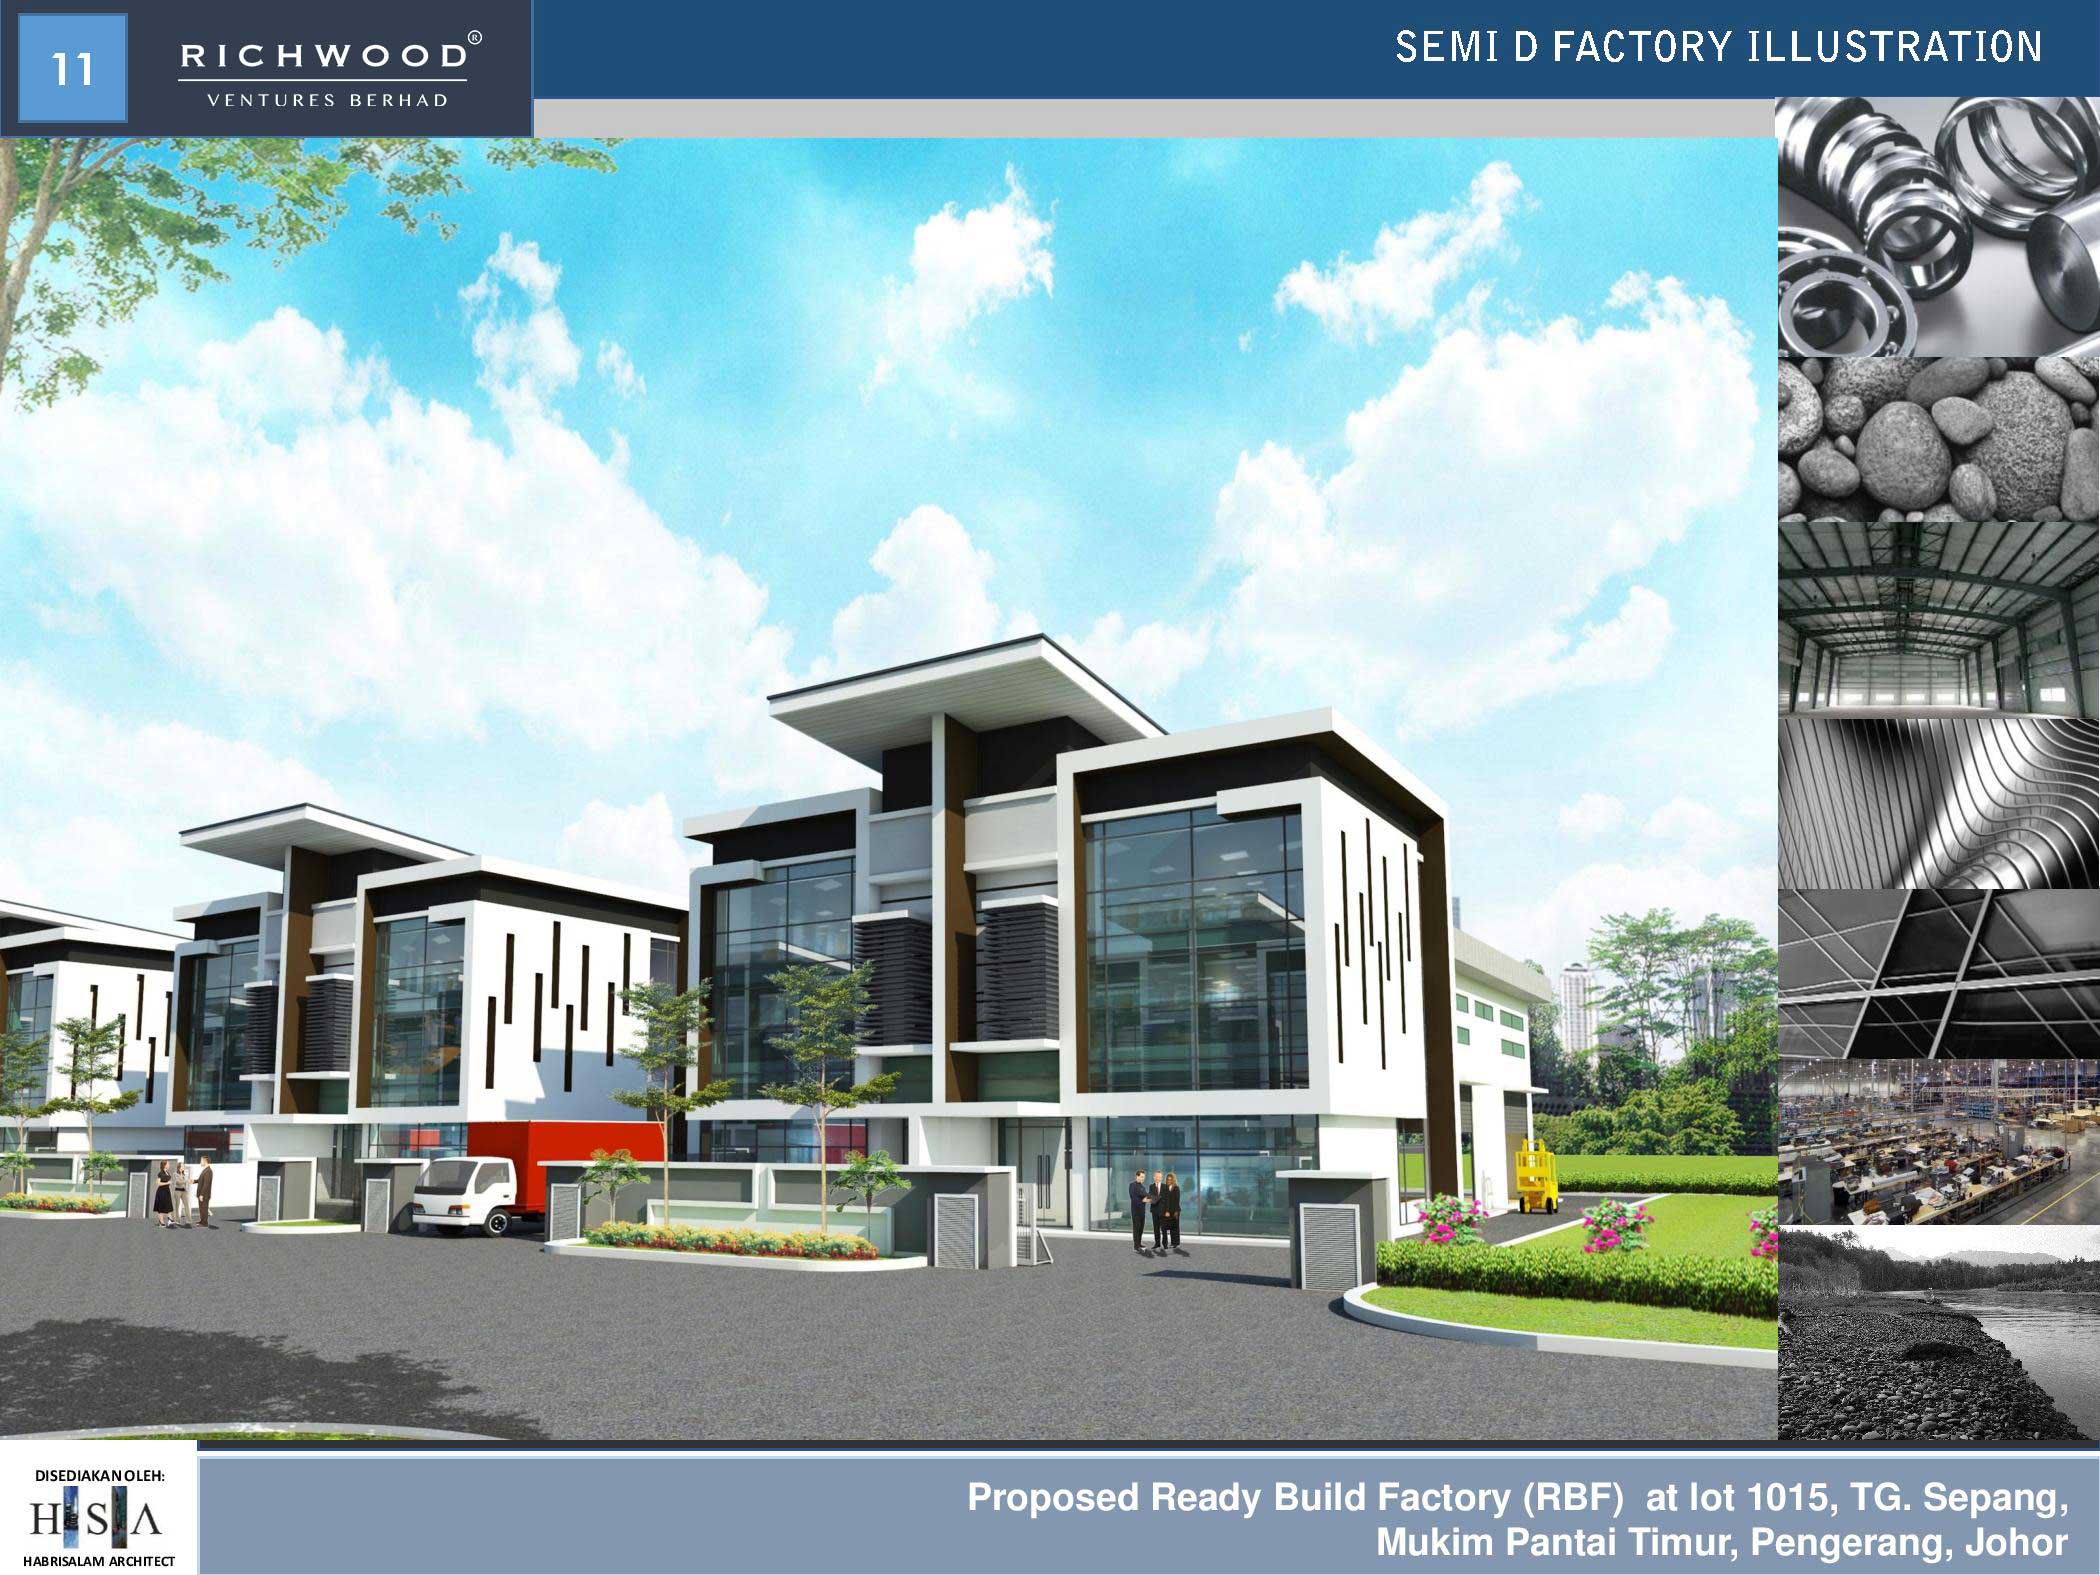 11
RICHWOOD®
VENTURES BERHAD
SEMI D FACTORY ILLUSTRATION
DISEDIAKAN OLEH:
HSA
HABRISALAM ARCHITECT
Proposed Ready Build Factory (RBF) at lot 1015, TG. Sepang,
Mukim Pantai Timur, Pengerang, Johor